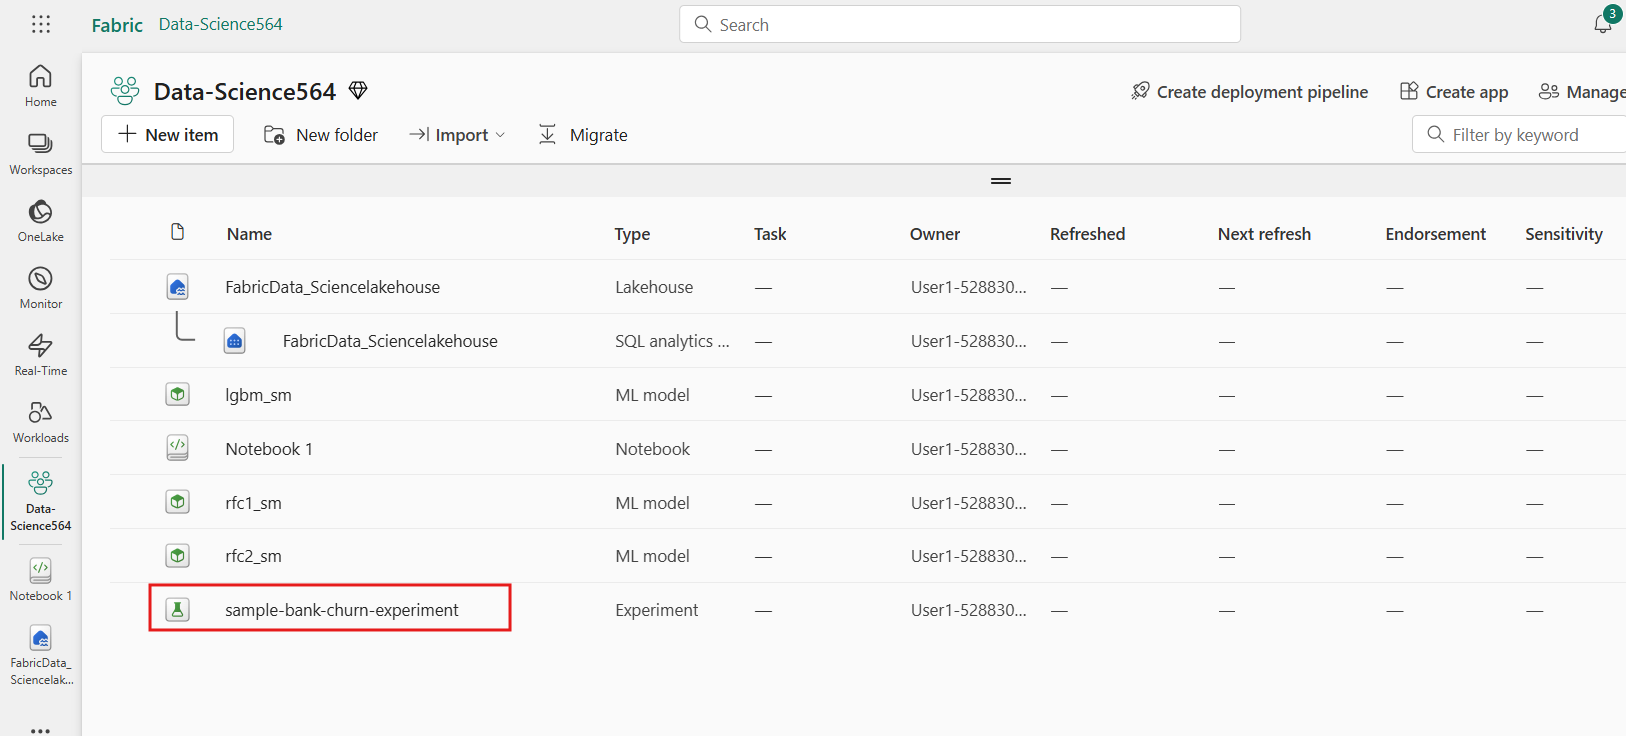 Fabric Data-Science564 Search 3
Home
Workspaces
OneLake
Monitor
Real-Time
Workloads
Data-
Science564
Notebook 1
FabricData_
Sciencelak...
Data-Science564 Create deployment pipeline Create app Manage
New item New folder Import Migrate Filter by keyword
Name Type Task Owner Refreshed Next refresh Endorsement Sensitivity
FabricData_Sciencelakehouse Lakehouse — User1-528830... — — — —
FabricData_Sciencelakehouse SQL analytics ... — User1-528830... — — — —
lgbm_sm ML model — User1-528830... — — — —
Notebook 1 Notebook — User1-528830... — — — —
rfc1_sm ML model — User1-528830... — — — —
rfc2_sm ML model — User1-528830... — — — —
sample-bank-churn-experiment Experiment — User1-528830... — — — —